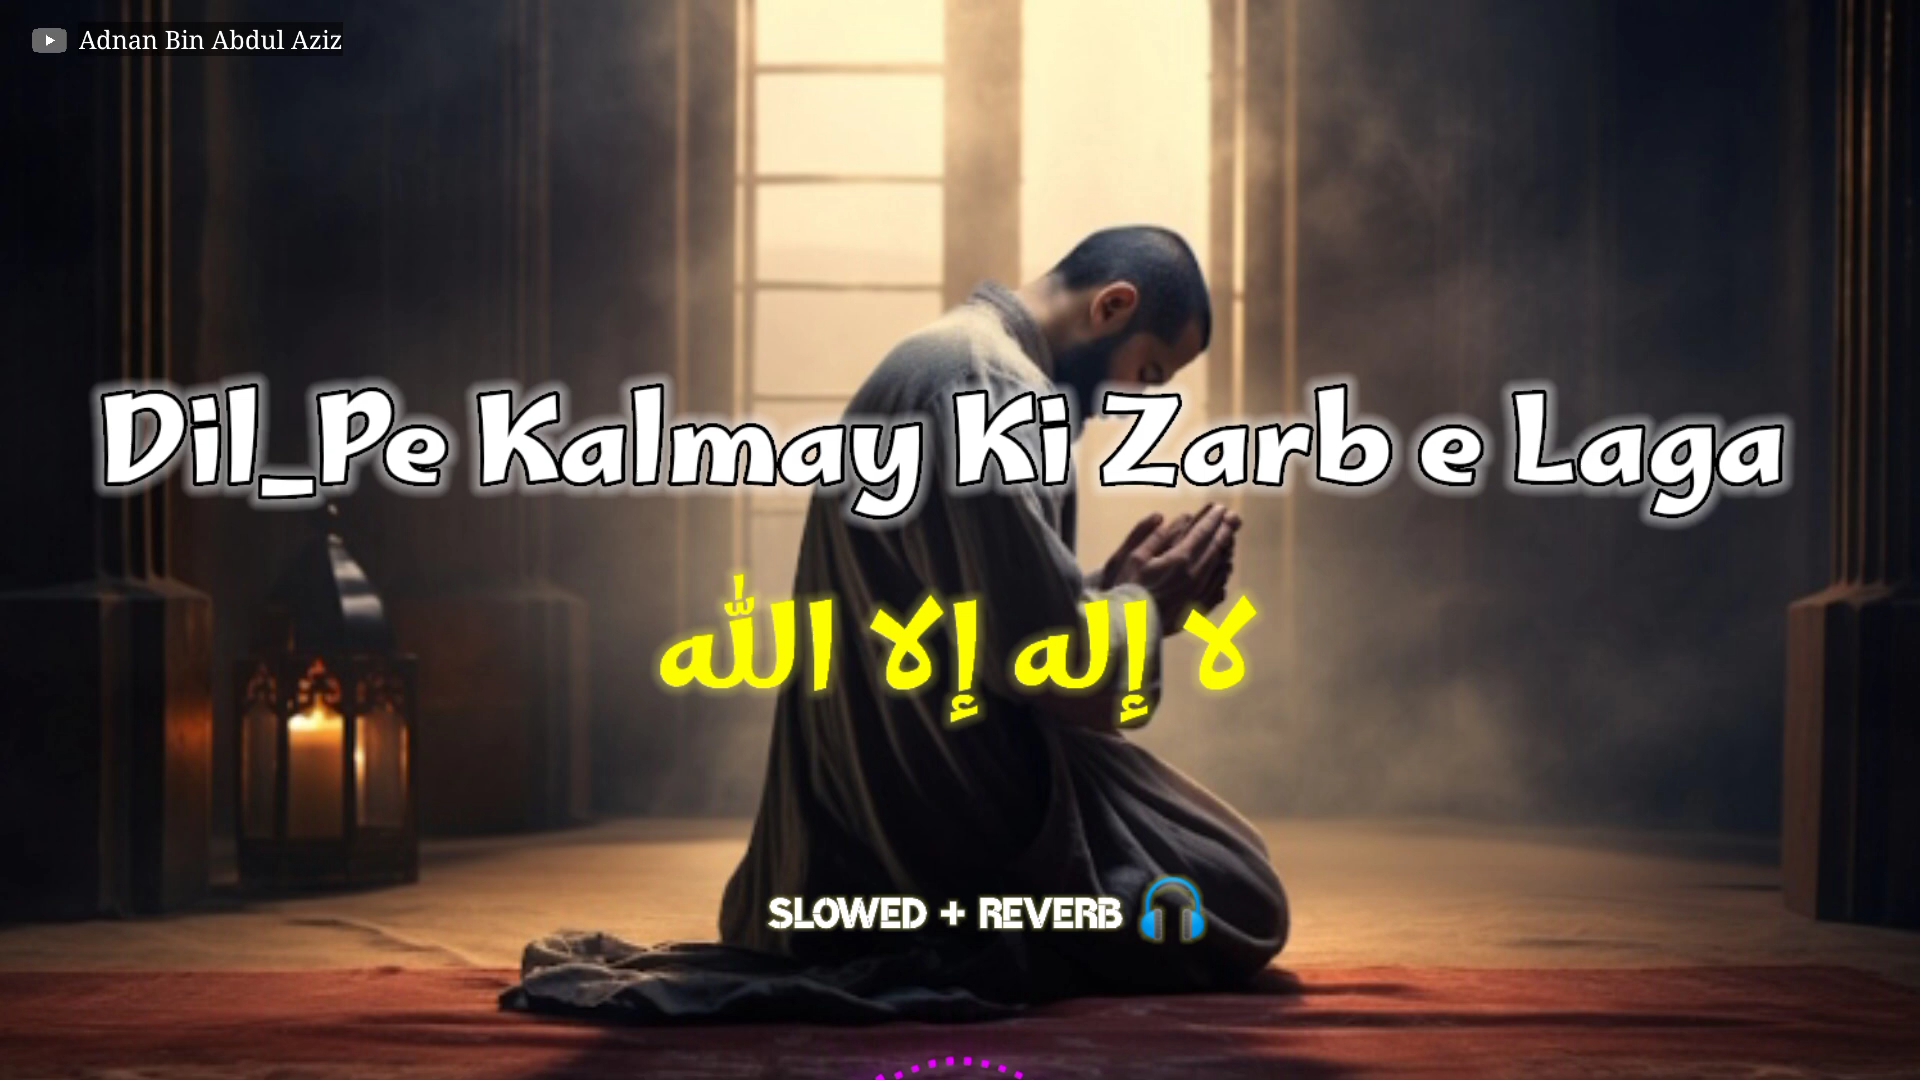 Adnan Bin Abdul Aziz
Dil_Pe Kalmay Ki Zarb e Laga
لا إله إلا الله
SLOWED + REVERB 🎧